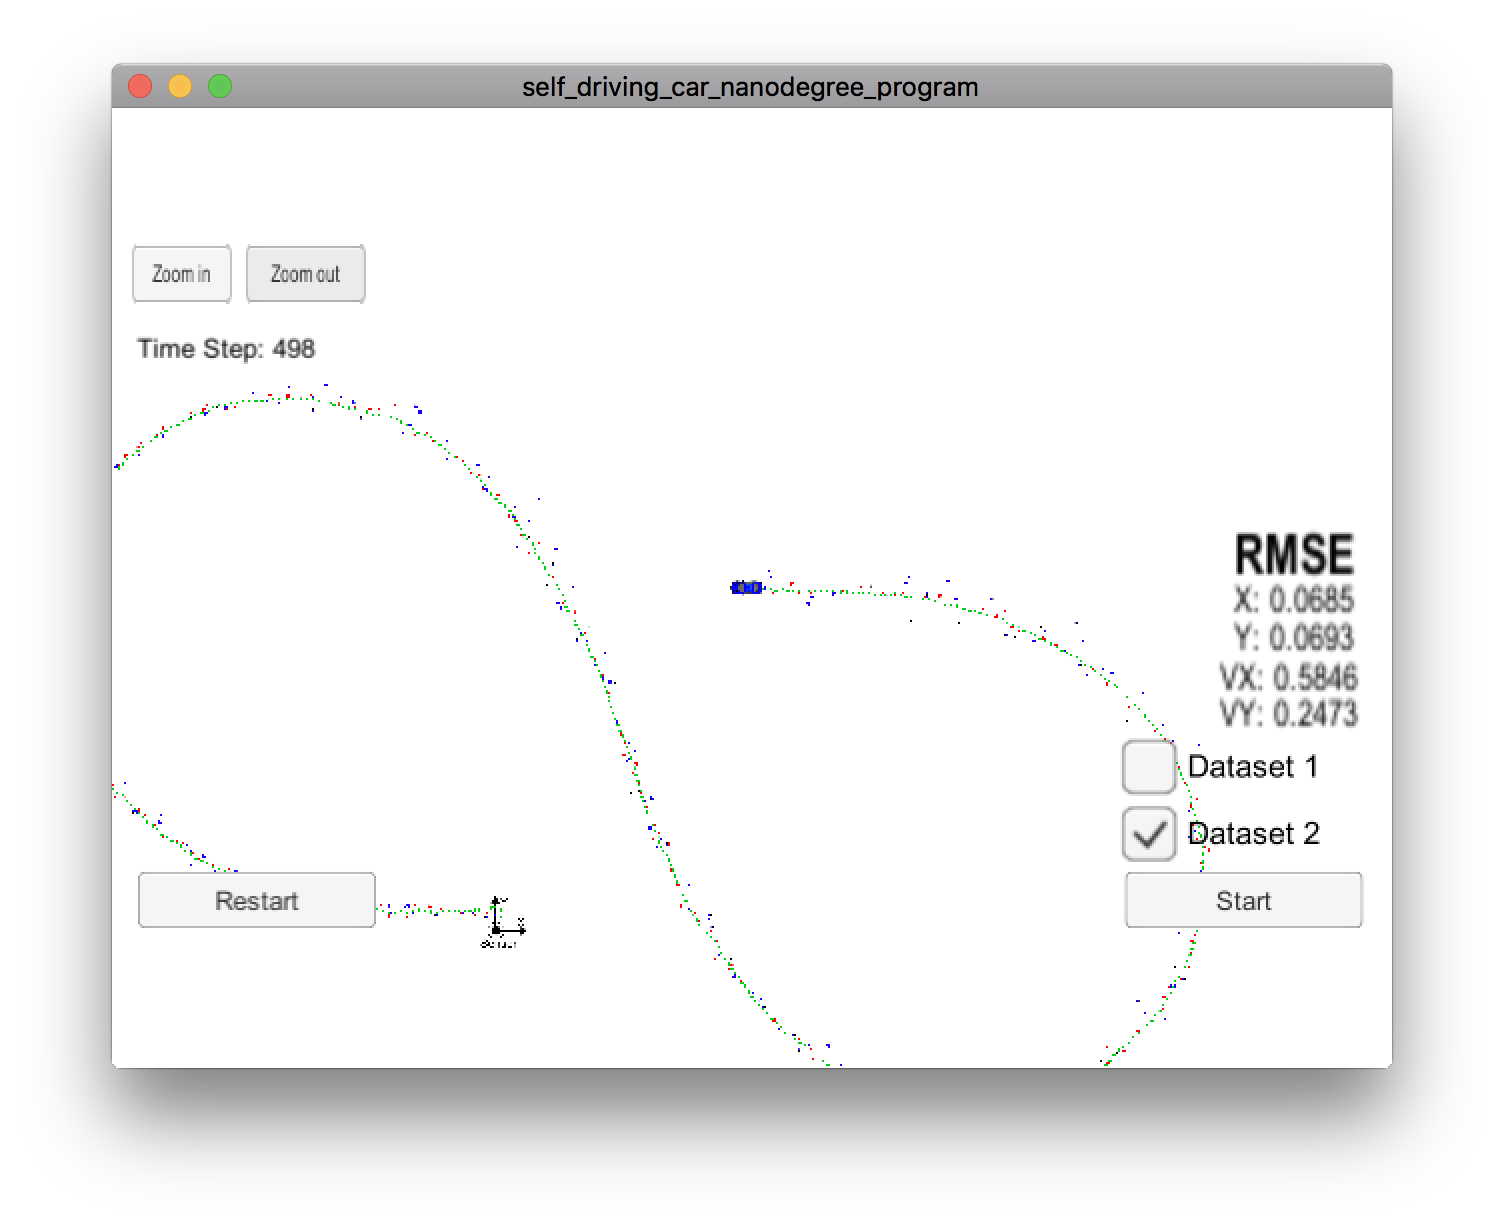 self_driving_car_nanodegree_program
Zoom in
Zoom out
Time Step: 498
RMSE
X: 0.0685
Y: 0.0693
VX: 0.5846
VY: 0.2473
Dataset 1
Dataset 2
Restart
Start